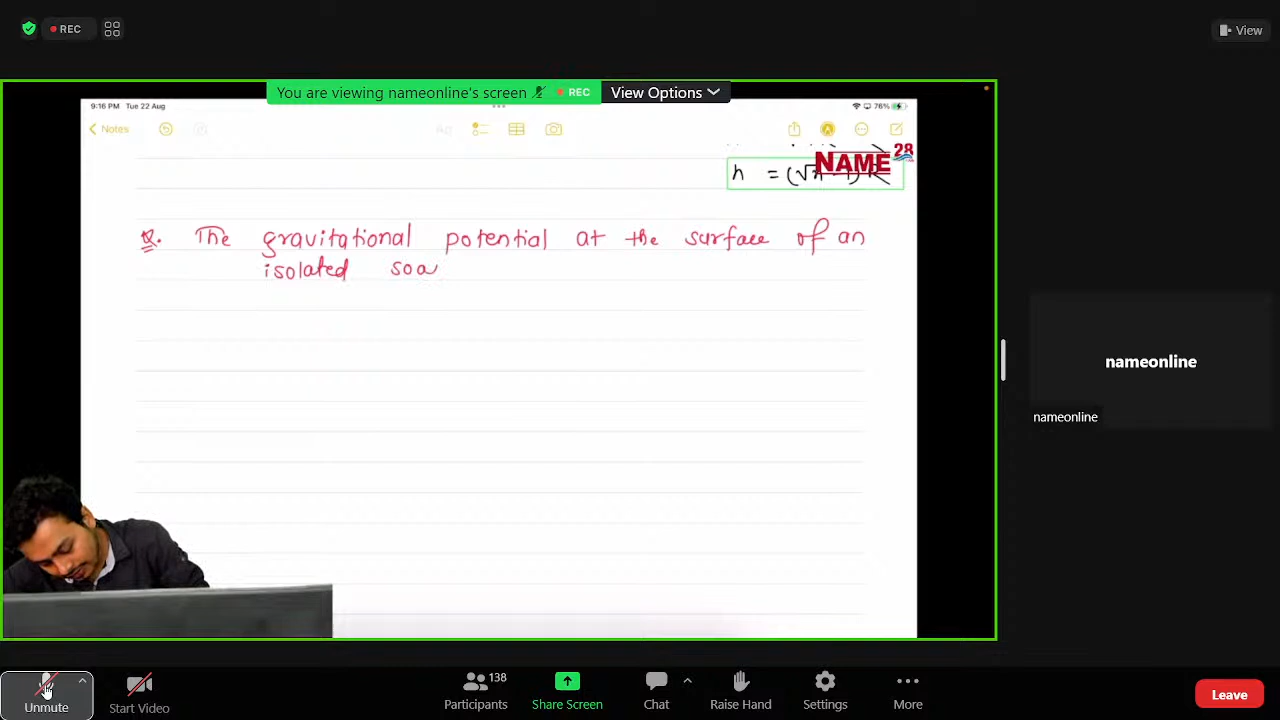 REC
View
You are viewing nameonline's screen REC View Options
9:16 PM Tue 22 Aug
76%
Notes
NAME 28
h = (√n - 1) R
Q. The gravitational potential at the surface of an
isolated soa
nameonline
nameonline
Unmute
Start Video
Participants 138
Share Screen
Chat
Raise Hand
Settings
More
Leave